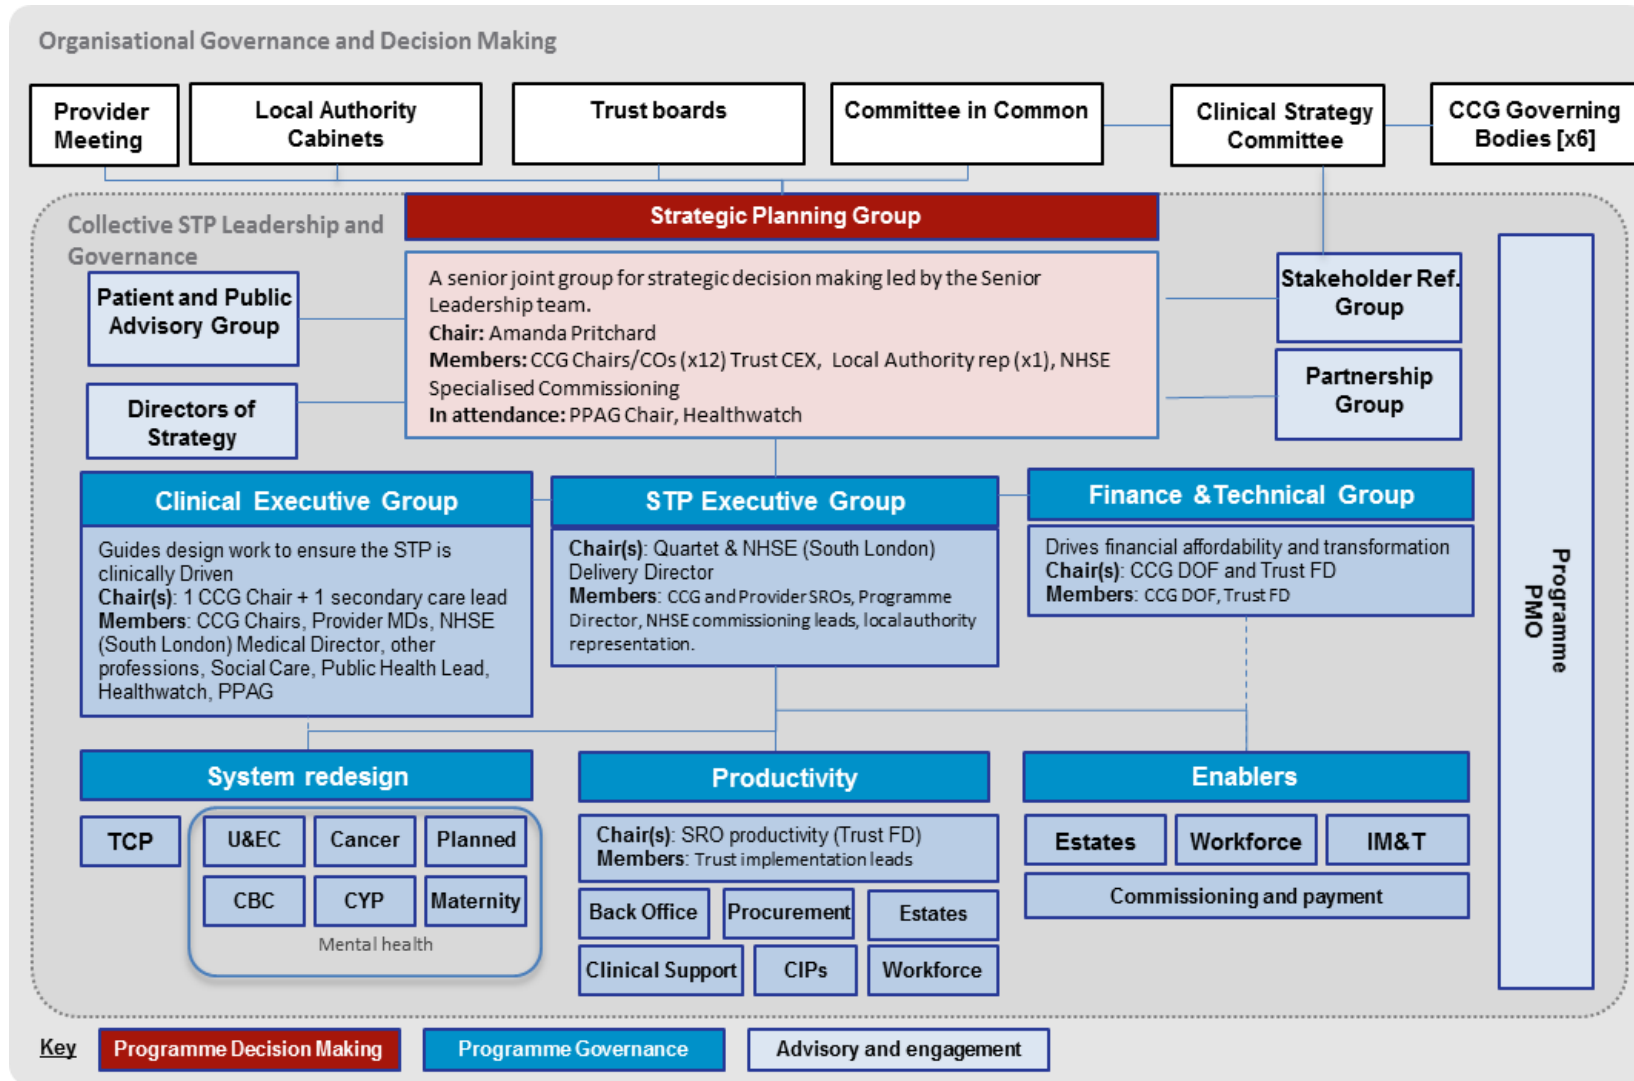 Organisational Governance and Decision Making
Provider
Meeting
Local Authority
Cabinets
Trust boards
Committee in Common
Clinical Strategy
Committee
CCG Governing
Bodies [x6]
Collective STP Leadership and
Governance
Strategic Planning Group
A senior joint group for strategic decision making led by the Senior
Leadership team.
Chair: Amanda Pritchard
Members: CCG Chairs/COs (x12) Trust CEX, Local Authority rep (x1), NHSE
Specialised Commissioning
In attendance: PPAG Chair, Healthwatch
Patient and Public
Advisory Group
Directors of
Strategy
Stakeholder Ref.
Group
Partnership
Group
Programme
PMO
Clinical Executive Group
Guides design work to ensure the STP is
clinically Driven
Chair(s): 1 CCG Chair + 1 secondary care lead
Members: CCG Chairs, Provider MDs, NHSE
(South London) Medical Director, other
professions, Social Care, Public Health Lead,
Healthwatch, PPAG
STP Executive Group
Chair(s): Quartet & NHSE (South London)
Delivery Director
Members: CCG and Provider SROs, Programme
Director, NHSE commissioning leads, local authority
representation.
Finance &Technical Group
Drives financial affordability and transformation
Chair(s): CCG DOF and Trust FD
Members: CCG DOF, Trust FD
System redesign
TCP
U&EC
Cancer
Planned
CBC
CYP
Maternity
Mental health
Productivity
Chair(s): SRO productivity (Trust FD)
Members: Trust implementation leads
Back Office
Procurement
Estates
Clinical Support
CIPs
Workforce
Enablers
Estates
Workforce
IM&T
Commissioning and payment
Key
Programme Decision Making
Programme Governance
Advisory and engagement